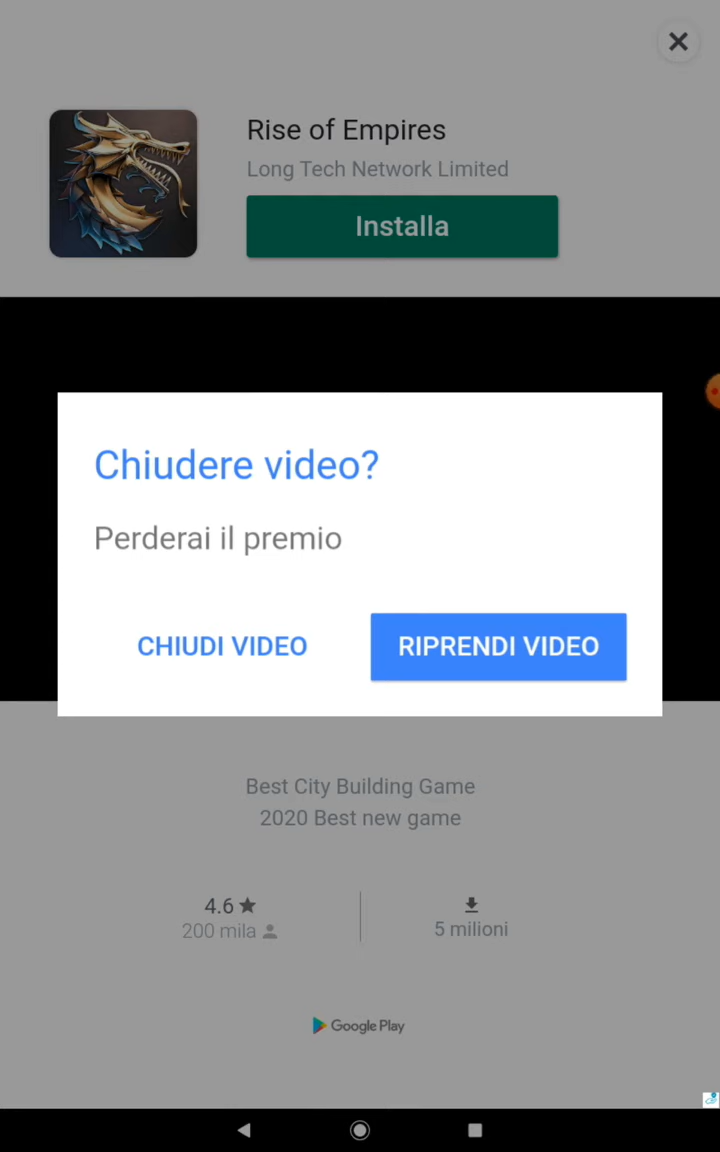 Rise of Empires
Long Tech Network Limited
Installa
Chiudere video?
Perderai il premio
CHIUDI VIDEO
RIPRENDI VIDEO
Best City Building Game
2020 Best new game
4.6
200 mila
5 milioni
Google Play